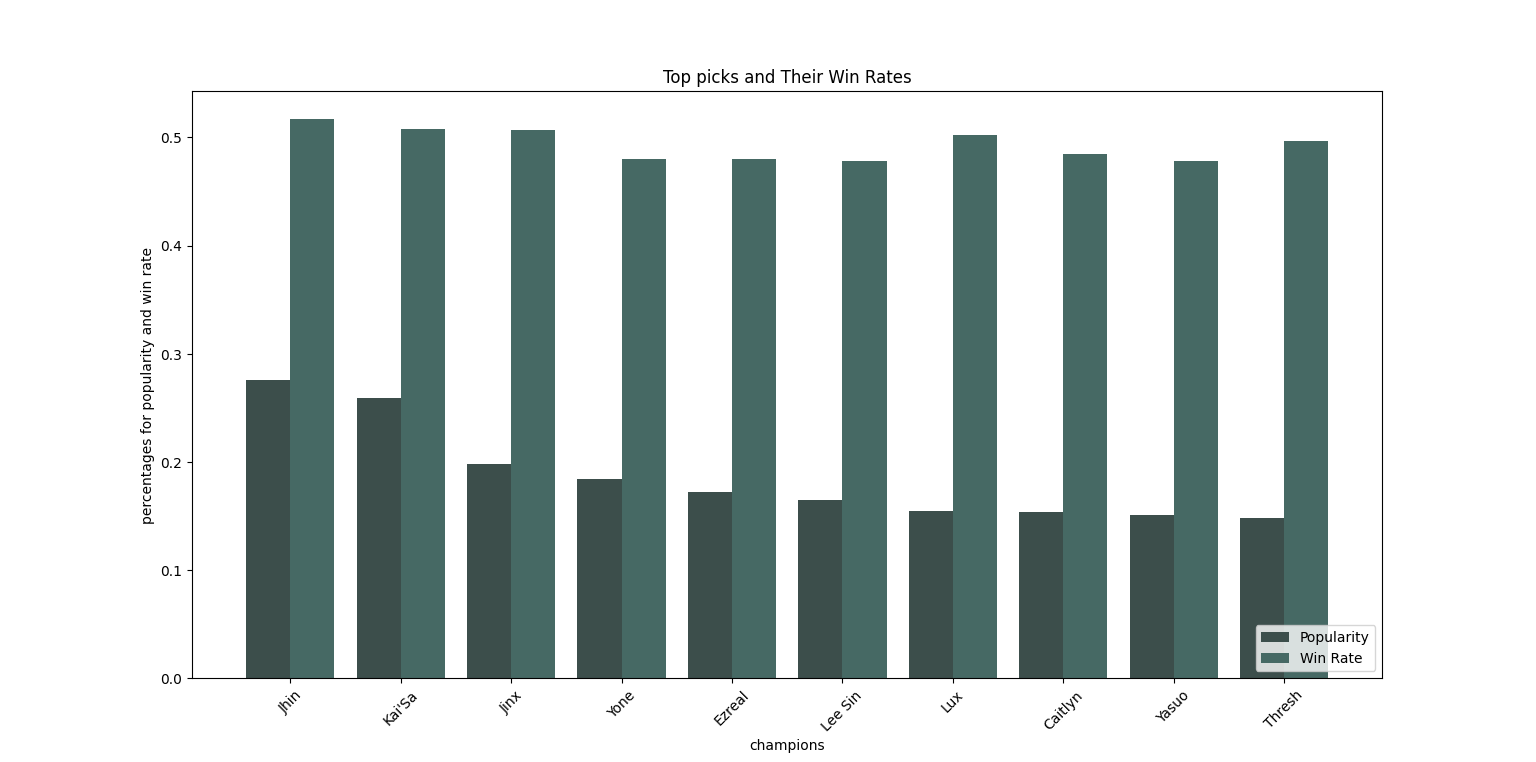 Top picks and Their Win Rates
percentages for popularity and win rate
0.5
0.4
0.3
0.2
0.1
0.0
Popularity
Win Rate
Jhin
Kai'Sa
Jinx
Yone
Ezreal
Lee Sin
Lux
Caitlyn
Yasuo
Thresh
champions